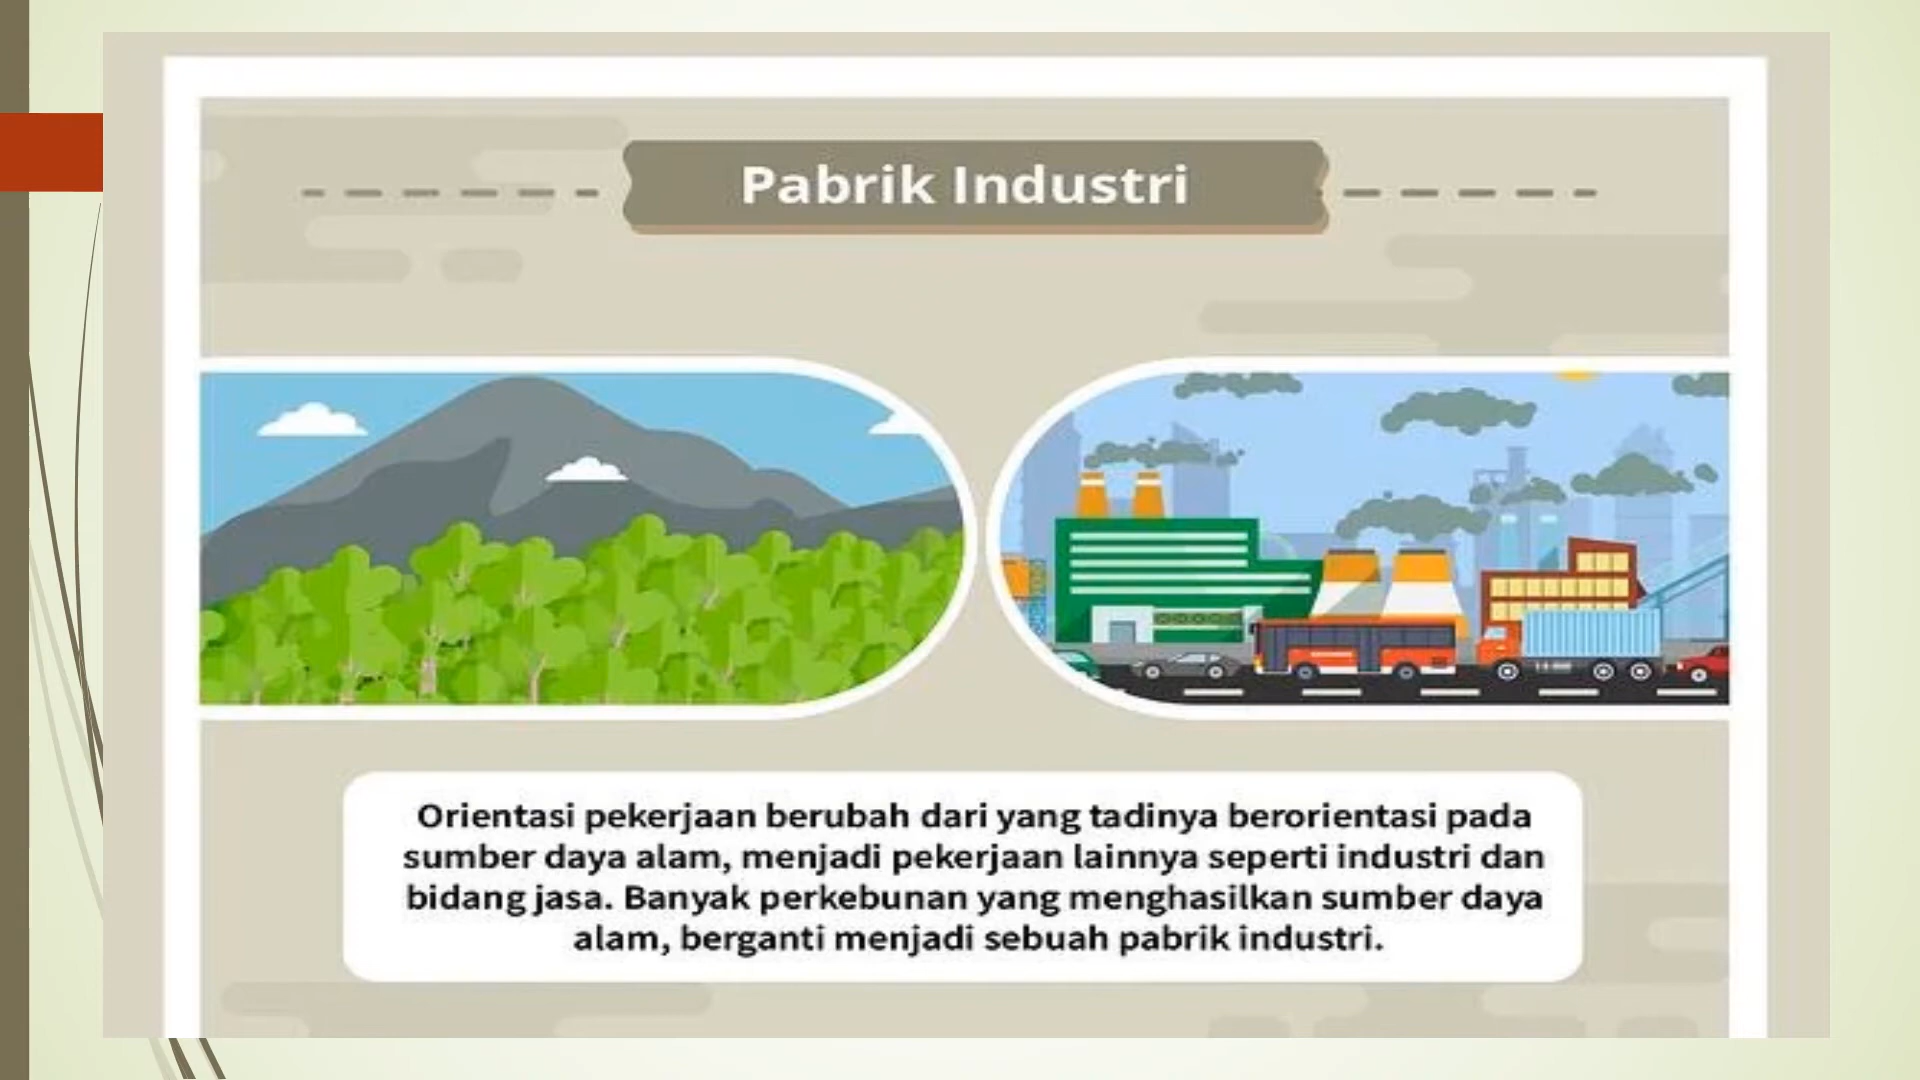 Pabrik Industri
Orientasi pekerjaan berubah dari yang tadinya berorientasi pada
sumber daya alam, menjadi pekerjaan lainnya seperti industri dan
bidang jasa. Banyak perkebunan yang menghasilkan sumber daya
alam, berganti menjadi sebuah pabrik industri.